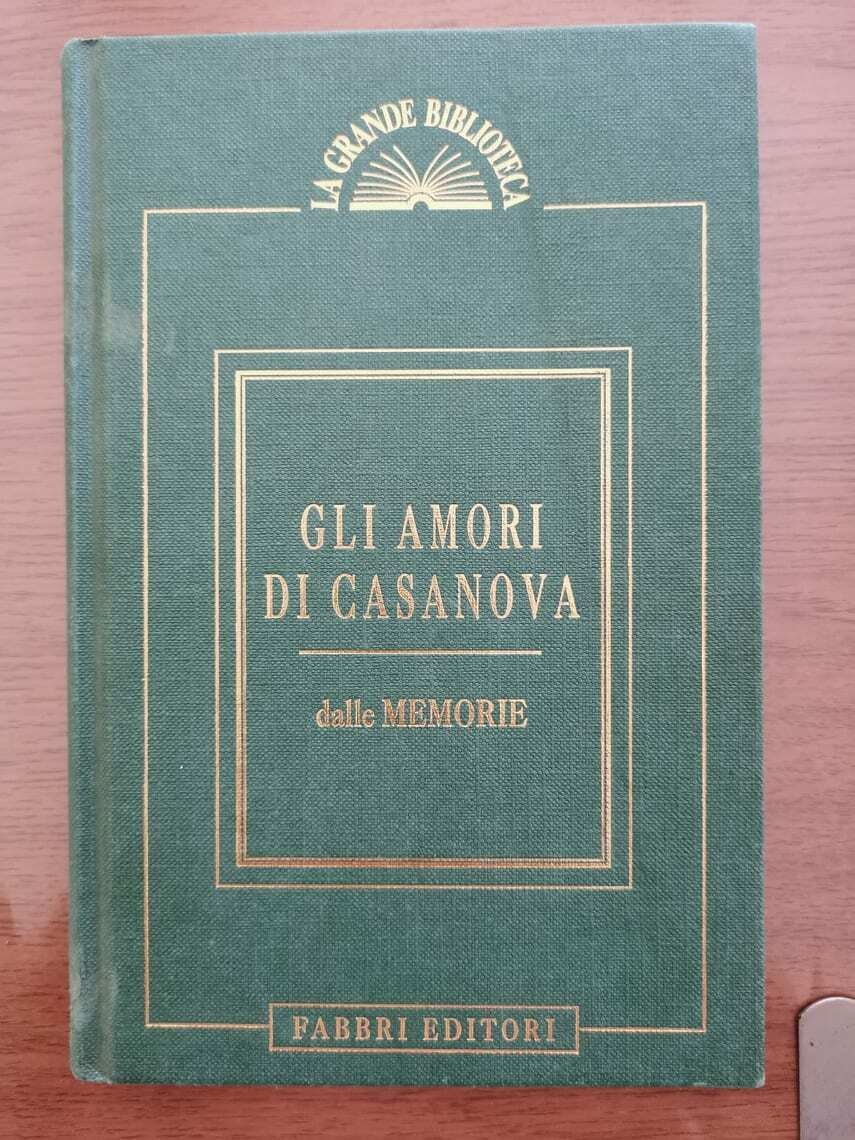 LA GRANDE BIBLIOTECA
GLI AMORI
DI CASANOVA
dalle MEMORIE
FABBRI EDITORI